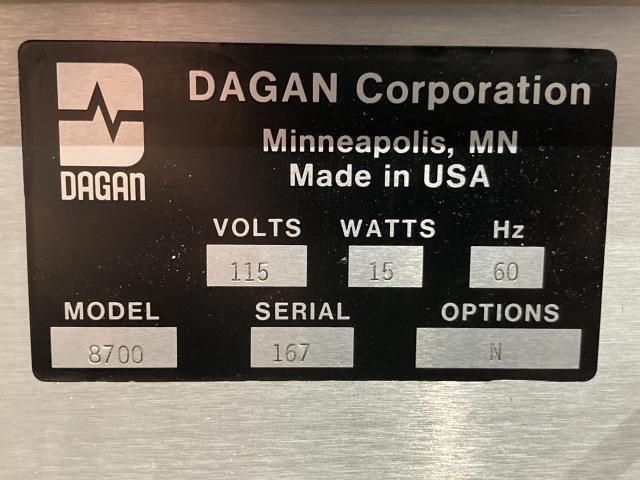 DAGAN Corporation
Minneapolis, MN
Made in USA
DAGAN
VOLTS WATTS Hz
115 15 60
MODEL SERIAL OPTIONS
8700 167 N